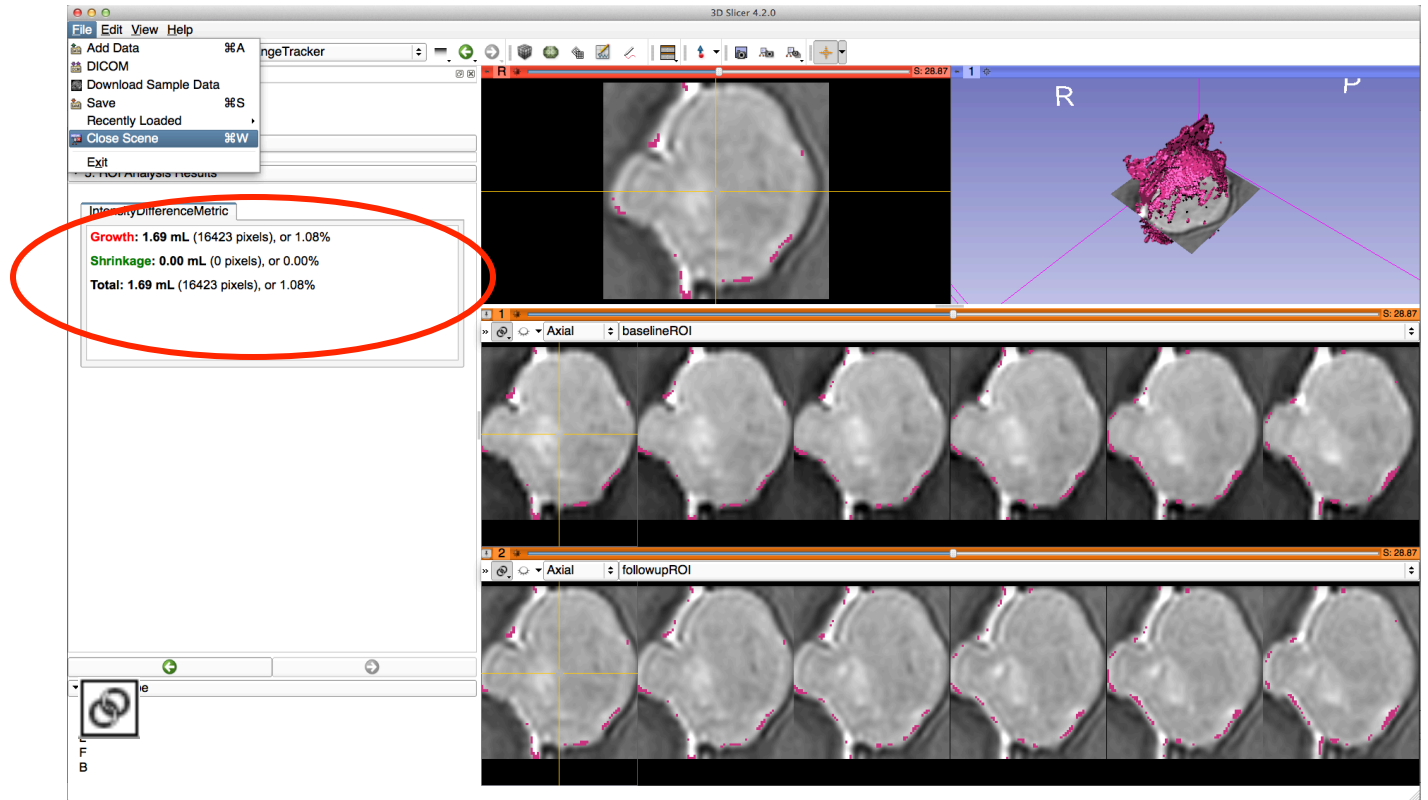 3D Slicer 4.2.0
File Edit View Help
Add Data ⌘A
DICOM
Download Sample Data
Save ⌘S
Recently Loaded
Close Scene ⌘W
Exit
ngeTracker
R S: 28.87
1
R
IntensityDifferenceMetric
Growth: 1.69 mL (16423 pixels), or 1.08%
Shrinkage: 0.00 mL (0 pixels), or 0.00%
Total: 1.69 mL (16423 pixels), or 1.08%
1 S: 28.87
» Axial baselineROI
2 S: 28.87
» Axial followupROI
F
B